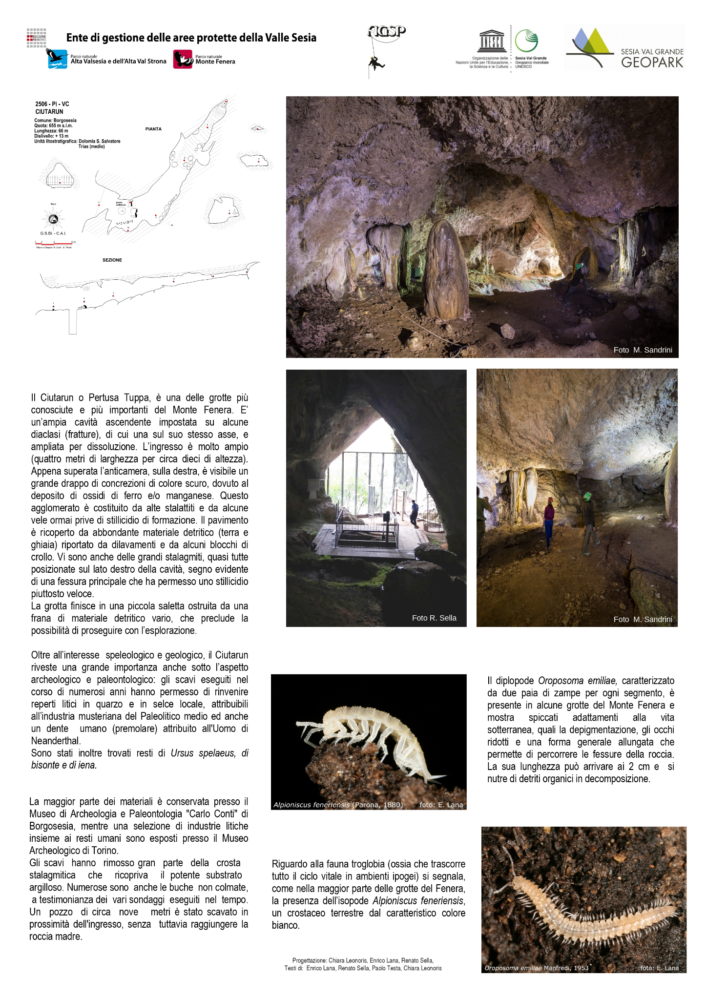 REGIONE
PIEMONTE
Ente di gestione delle aree protette della Valle Sesia
Parco naturale
Alta Valsesia e dell'Alta Val Strona
Parco naturale
Monte Fenera
AGSP
UNESCO
Organizzazione delle
Nazioni Unite per l'Educazione,
la Scienza e la Cultura
Sesia Val Grande
Geoparco mondiale
UNESCO
SESIA VAL GRANDE
GEOPARK
2506 - Pi - VC
CIUTARUN
Comune: Borgosesia
Quota: 655 m s.l.m.
Lunghezza: 66 m
Dislivello: + 13 m
Unità litostratigrafica: Dolomia S. Salvatore
Trias (medio)
PIANTA
pozzo
artificiale
Nord
G.S.Bi. - C.A.I.
SEZIONE
Foto M. Sandrini
Il Ciutarun o Pertusa Tuppa, è una delle grotte più
conosciute e più importanti del Monte Fenera. E'
un'ampia cavità ascendente impostata su alcune
diaclasi (fratture), di cui una sul suo stesso asse, e
ampliata per dissoluzione. L'ingresso è molto ampio
(quattro metri di larghezza per circa dieci di altezza).
Appena superata l'anticamera, sulla destra, è visibile un
grande drappo di concrezioni di colore scuro, dovuto al
deposito di ossidi di ferro e/o manganese. Questo
agglomerato è costituito da alte stalattiti e da alcune
vele ormai prive di stillicidio di formazione. Il pavimento
è ricoperto da abbondante materiale detritico (terra e
ghiaia) riportato da dilavamenti e da alcuni blocchi di
crollo. Vi sono anche delle grandi stalagmiti, quasi tutte
posizionate sul lato destro della cavità, segno evidente
di una fessura principale che ha permesso uno stillicidio
piuttosto veloce.
La grotta finisce in una piccola saletta ostruita da una
frana di materiale detritico vario, che preclude la
possibilità di proseguire con l'esplorazione.
Foto R. Sella
Foto M. Sandrini
Oltre all'interesse speleologico e geologico, il Ciutarun
riveste una grande importanza anche sotto l'aspetto
archeologico e paleontologico: gli scavi eseguiti nel
corso di numerosi anni hanno permesso di rinvenire
reperti litici in quarzo e in selce locale, attribuibili
all'industria musteriana del Paleolitico medio ed anche
un dente umano (premolare) attribuito all'Uomo di
Neanderthal.
Sono stati inoltre trovati resti di Ursus spelaeus, di
bisonte e di iena.
La maggior parte dei materiali è conservata presso il
Museo di Archeologia e Paleontologia "Carlo Conti" di
Borgosesia, mentre una selezione di industrie litiche
insieme ai resti umani sono esposti presso il Museo
Archeologico di Torino.
Gli scavi hanno rimosso gran parte della crosta
stalagmitica che ricopriva il potente substrato
argilloso. Numerose sono anche le buche non colmate,
a testimonianza dei vari sondaggi eseguiti nel tempo.
Un pozzo di circa nove metri è stato scavato in
prossimità dell'ingresso, senza tuttavia raggiungere la
roccia madre.
Alpioniscus feneriensis (Parona, 1880) foto: E. Lana
Riguardo alla fauna troglobia (ossia che trascorre
tutto il ciclo vitale in ambienti ipogei) si segnala,
come nella maggior parte delle grotte del Fenera,
la presenza dell'isopode Alpioniscus feneriensis,
un crostaceo terrestre dal caratteristico colore
bianco.
Il diplopode Oroposoma emiliae, caratterizzato
da due paia di zampe per ogni segmento, è
presente in alcune grotte del Monte Fenera e
mostra spiccati adattamenti alla vita
sotterranea, quali la depigmentazione, gli occhi
ridotti e una forma generale allungata che
permette di percorrere le fessure della roccia.
La sua lunghezza può arrivare ai 2 cm e si
nutre di detriti organici in decomposizione.
Oroposoma emiliae Manfredi, 1953 foto: E. Lana
Progettazione: Chiara Leonoris, Enrico Lana, Renato Sella,
Testi di: Enrico Lana, Renato Sella, Paolo Testa, Chiara Leonoris